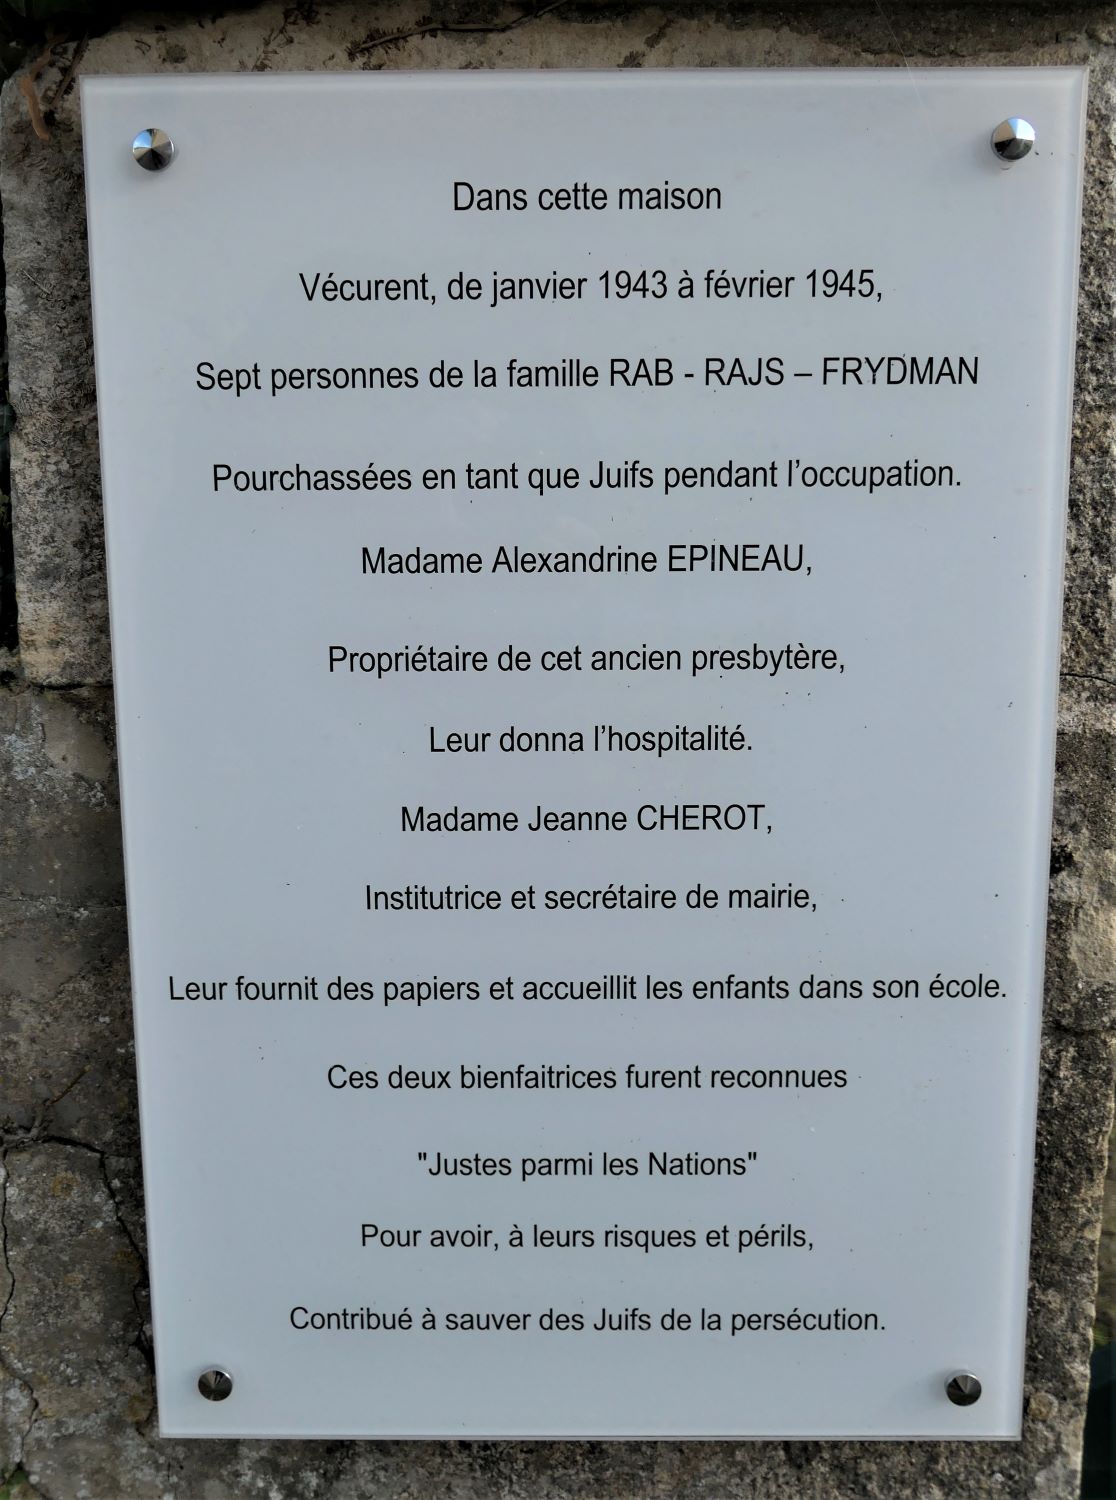 Dans cette maison
Vécurent, de janvier 1943 à février 1945,
Sept personnes de la famille RAB - RAJS – FRYDMAN
Pourchassées en tant que Juifs pendant l’occupation.
Madame Alexandrine EPINEAU,
Propriétaire de cet ancien presbytère,
Leur donna l’hospitalité.
Madame Jeanne CHEROT,
Institutrice et secrétaire de mairie,
Leur fournit des papiers et accueillit les enfants dans son école.
Ces deux bienfaitrices furent reconnues
"Justes parmi les Nations"
Pour avoir, à leurs risques et périls,
Contribué à sauver des Juifs de la persécution.